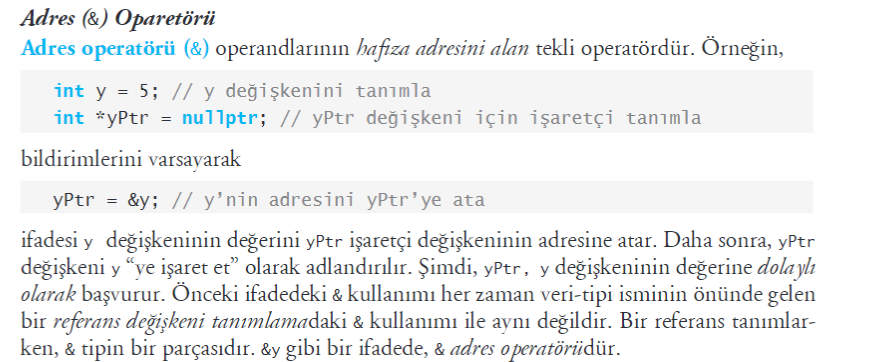 Adres (&) Oparetörü
Adres operatörü (&) operandlarının hafıza adresini alan tekli operatördür. Örneğin,
int y = 5; // y değişkenini tanımla
int *yPtr = nullptr; // yPtr değişkeni için işaretçi tanımla
bildirimlerini varsayarak
yPtr = &y; // y’nin adresini yPtr’ye ata
ifadesi y değişkeninin değerini yPtr işaretçi değişkeninin adresine atar. Daha sonra, yPtr
değişkeni y “ye işaret et” olarak adlandırılır. Şimdi, yPtr, y değişkeninin değerine dolaylı
olarak başvurur. Önceki ifadedeki & kullanımı her zaman veri-tipi isminin önünde gelen
bir referans değişkeni tanımlamadaki & kullanımı ile aynı değildir. Bir referans tanımlar-
ken, & tipin bir parçasıdır. &y gibi bir ifadede, & adres operatörüdür.